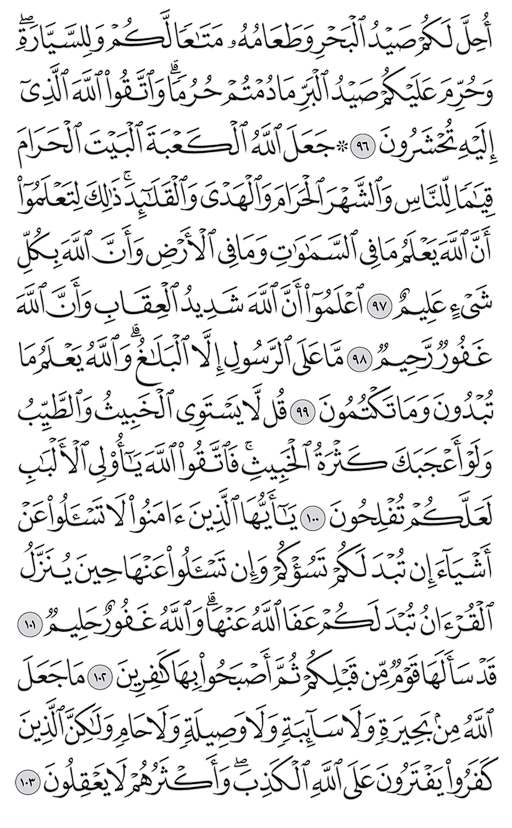 أُحِلَّ لَكُمۡ صَيۡدُ ٱلۡبَحۡرِ وَطَعَامُهُۥ مَتَٰعٗا لَّكُمۡ وَلِلسَّيَّارَةِۖ
وَحُرِّمَ عَلَيۡكُمۡ صَيۡدُ ٱلۡبَرِّ مَا دُمۡتُمۡ حُرُمٗاۗ وَٱتَّقُواْ ٱللَّهَ ٱلَّذِيٓ
إِلَيۡهِ تُحۡشَرُونَ ٩٦ ۞ جَعَلَ ٱللَّهُ ٱلۡكَعۡبَةَ ٱلۡبَيۡتَ ٱلۡحَرَامَ
قِيَٰمٗا لِّلنَّاسِ وَٱلشَّهۡرَ ٱلۡحَرَامَ وَٱلۡهَدۡيَ وَٱلۡقَلَٰٓئِدَۚ ذَٰلِكَ لِتَعۡلَمُوٓاْ
أَنَّ ٱللَّهَ يَعۡلَمُ مَا فِي ٱلسَّمَٰوَٰتِ وَمَا فِي ٱلۡأَرۡضِ وَأَنَّ ٱللَّهَ بِكُلِّ
شَيۡءٍ عَلِيمٌ ٩٧ ٱعۡلَمُوٓاْ أَنَّ ٱللَّهَ شَدِيدُ ٱلۡعِقَابِ وَأَنَّ ٱللَّهَ
غَفُورٞ رَّحِيمٞ ٩٨ مَّا عَلَى ٱلرَّسُولِ إِلَّا ٱلۡبَلَٰغُۗ وَٱللَّهُ يَعۡلَمُ مَا
تُبۡدُونَ وَمَا تَكۡتُمُونَ ٩٩ قُل لَّا يَسۡتَوِي ٱلۡخَبِيثُ وَٱلطَّيِّبُ
وَلَوۡ أَعۡجَبَكَ كَثۡرَةُ ٱلۡخَبِيثِۚ فَٱتَّقُواْ ٱللَّهَ يَٰٓأُوْلِي ٱلۡأَلۡبَٰبِ
لَعَلَّكُمۡ تُفۡلِحُونَ ١٠٠ يَٰٓأَيُّهَا ٱلَّذِينَ ءَامَنُواْ لَا تَسۡـَٔلُواْ عَنۡ
أَشۡيَآءَ إِن تُبۡدَ لَكُمۡ تَسُؤۡكُمۡ وَإِن تَسۡـَٔلُواْ عَنۡهَا حِينَ يُنَزَّلُ
ٱلۡقُرۡءَانُ تُبۡدَ لَكُمۡ عَفَا ٱللَّهُ عَنۡهَاۗ وَٱللَّهُ غَفُورٌ حَلِيمٞ ١٠١
قَدۡ سَأَلَهَا قَوۡمٞ مِّن قَبۡلِكُمۡ ثُمَّ أَصۡبَحُواْ بِهَا كَٰفِرِينَ ١٠٢ مَا جَعَلَ
ٱللَّهُ مِنۢ بَحِيرَةٖ وَلَا سَآئِبَةٖ وَلَا وَصِيلَةٖ وَلَا حَامٖ وَلَٰكِنَّ ٱلَّذِينَ
كَفَرُواْ يَفۡتَرُونَ عَلَى ٱللَّهِ ٱلۡكَذِبَۖ وَأَكۡثَرُهُمۡ لَا يَعۡقِلُونَ ١٠٣